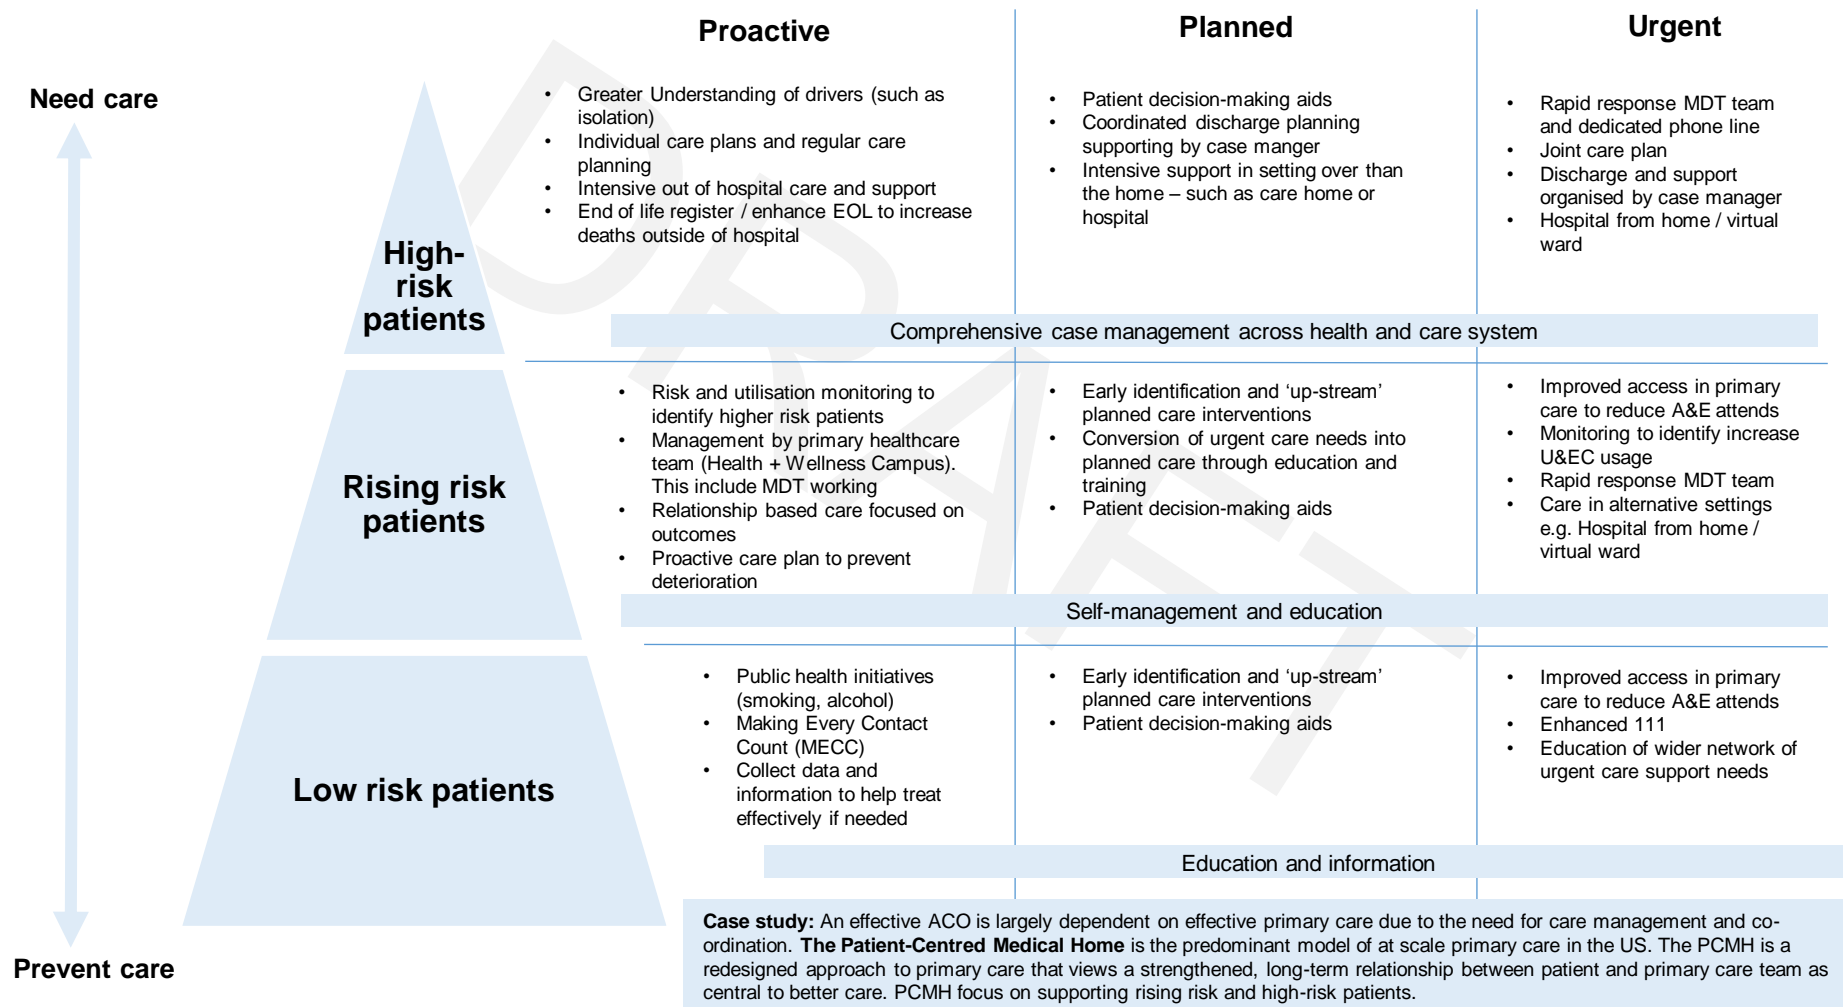 Proactive
Planned
Urgent
Need care
High-
risk
patients
• Greater Understanding of drivers (such as
isolation)
• Individual care plans and regular care
planning
• Intensive out of hospital care and support
• End of life register / enhance EOL to increase
deaths outside of hospital
• Patient decision-making aids
• Coordinated discharge planning
supporting by case manger
• Intensive support in setting over than
the home – such as care home or
hospital
• Rapid response MDT team
and dedicated phone line
• Joint care plan
• Discharge and support
organised by case manager
• Hospital from home / virtual
ward
Comprehensive case management across health and care system
Rising risk
patients
• Risk and utilisation monitoring to
identify higher risk patients
• Management by primary healthcare
team (Health + Wellness Campus).
This include MDT working
• Relationship based care focused on
outcomes
• Proactive care plan to prevent
deterioration
• Early identification and ‘up-stream’
planned care interventions
• Conversion of urgent care needs into
planned care through education and
training
• Patient decision-making aids
• Improved access in primary
care to reduce A&E attends
• Monitoring to identify increase
U&EC usage
• Rapid response MDT team
• Care in alternative settings
e.g. Hospital from home /
virtual ward
Self-management and education
Low risk patients
• Public health initiatives
(smoking, alcohol)
• Making Every Contact
Count (MECC)
• Collect data and
information to help treat
effectively if needed
• Early identification and ‘up-stream’
planned care interventions
• Patient decision-making aids
• Improved access in primary
care to reduce A&E attends
• Enhanced 111
• Education of wider network of
urgent care support needs
Education and information
Prevent care
Case study: An effective ACO is largely dependent on effective primary care due to the need for care management and co-
ordination. The Patient-Centred Medical Home is the predominant model of at scale primary care in the US. The PCMH is a
redesigned approach to primary care that views a strengthened, long-term relationship between patient and primary care team as
central to better care. PCMH focus on supporting rising risk and high-risk patients.
DRAFT